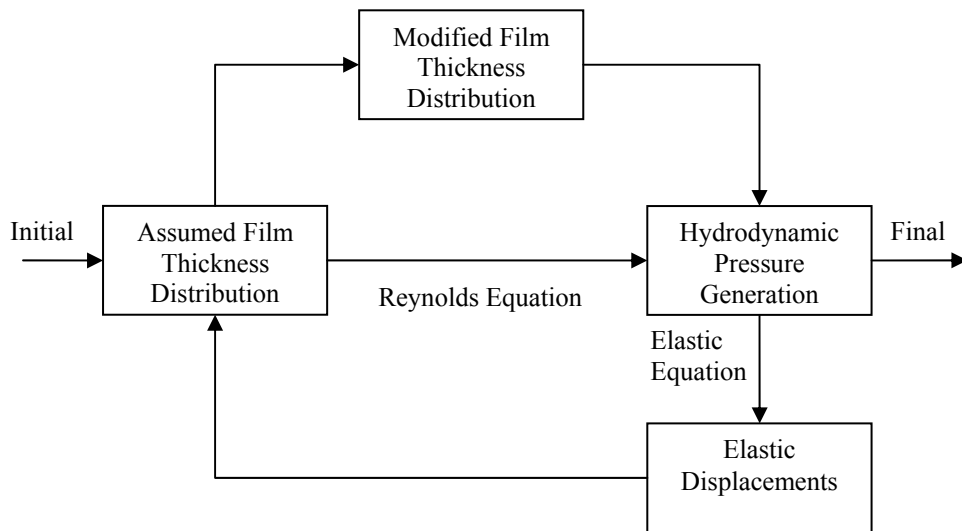 Modified Film
Thickness
Distribution
Initial
Assumed Film
Thickness
Distribution
Reynolds Equation
Hydrodynamic
Pressure
Generation
Final
Elastic
Equation
Elastic
Displacements